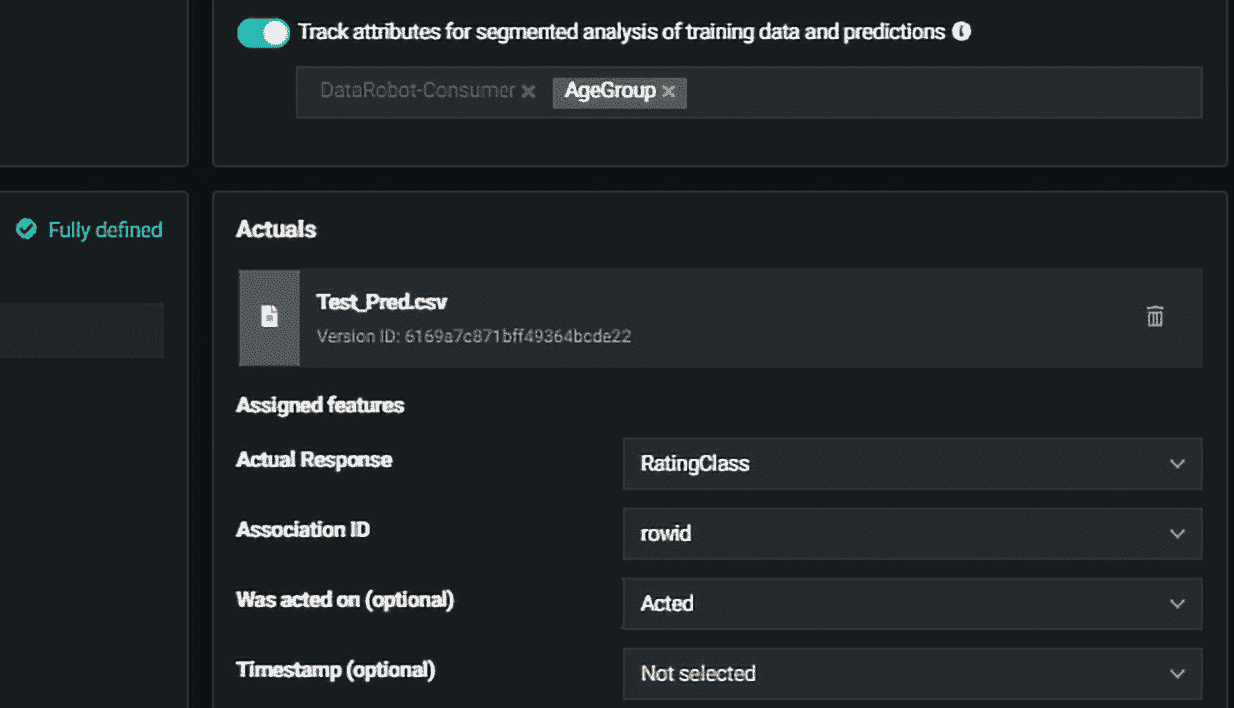 Track attributes for segmented analysis of training data and predictions
DataRobot-Consumer × AgeGroup ×
Fully defined
Actuals
Test_Pred.csv
Version ID: 6169a7c871bff49364bcde22
Assigned features
Actual Response RatingClass
Association ID rowid
Was acted on (optional) Acted
Timestamp (optional) Not selected